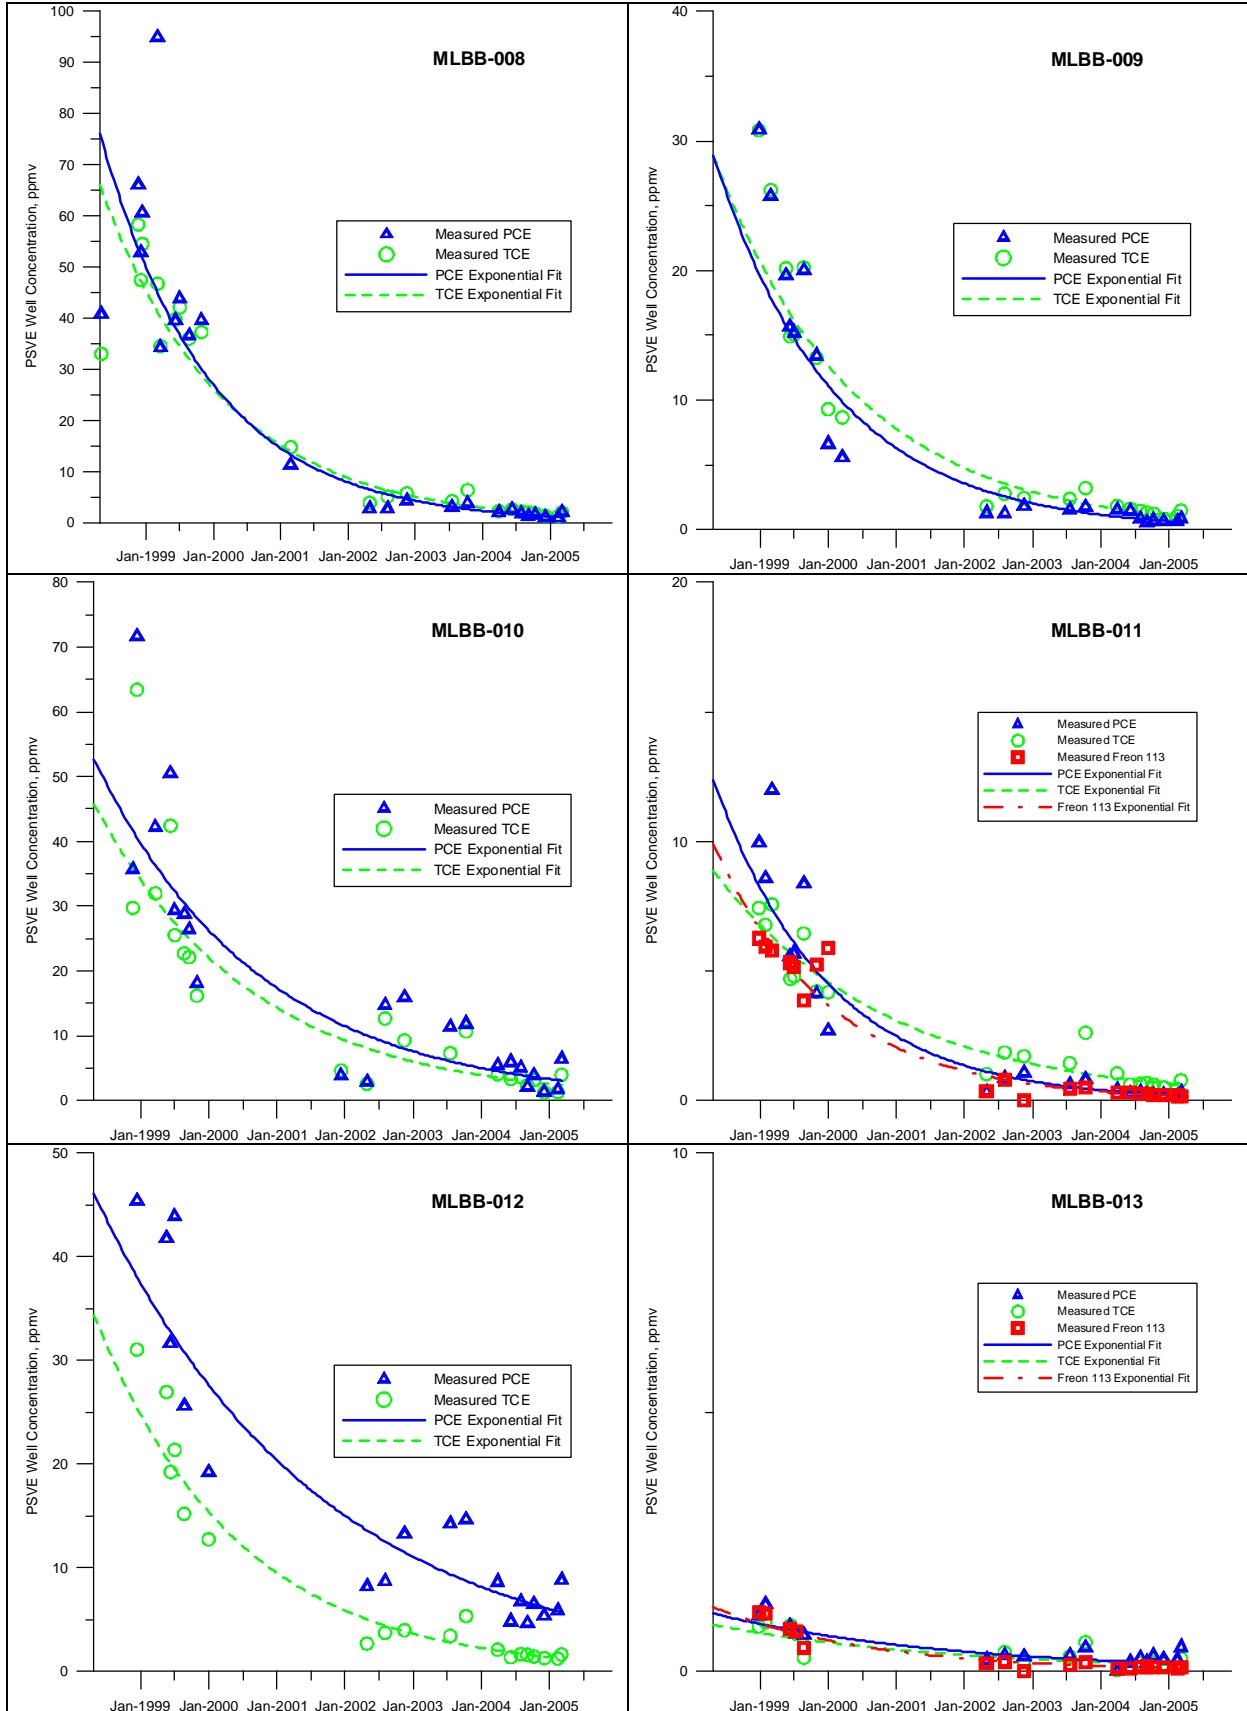 MLBB-008
PSVE Well Concentration, ppmv
100
95
90
85
80
75
70
65
60
55
50
45
40
35
30
25
20
15
10
5
0
Measured PCE
Measured TCE
PCE Exponential Fit
TCE Exponential Fit
Jan-1999 Jan-2000 Jan-2001 Jan-2002 Jan-2003 Jan-2004 Jan-2005
MLBB-009
PSVE Well Concentration, ppmv
40
30
20
10
0
Measured PCE
Measured TCE
PCE Exponential Fit
TCE Exponential Fit
Jan-1999 Jan-2000 Jan-2001 Jan-2002 Jan-2003 Jan-2004 Jan-2005
MLBB-010
PSVE Well Concentration, ppmv
80
70
60
50
40
30
20
10
0
Measured PCE
Measured TCE
PCE Exponential Fit
TCE Exponential Fit
Jan-1999 Jan-2000 Jan-2001 Jan-2002 Jan-2003 Jan-2004 Jan-2005
MLBB-011
PSVE Well Concentration, ppmv
20
10
0
Measured PCE
Measured TCE
Measured Freon 113
PCE Exponential Fit
TCE Exponential Fit
Freon 113 Exponential Fit
Jan-1999 Jan-2000 Jan-2001 Jan-2002 Jan-2003 Jan-2004 Jan-2005
MLBB-012
PSVE Well Concentration, ppmv
50
40
30
20
10
0
Measured PCE
Measured TCE
PCE Exponential Fit
TCE Exponential Fit
Jan-1999 Jan-2000 Jan-2001 Jan-2002 Jan-2003 Jan-2004 Jan-2005
MLBB-013
PSVE Well Concentration, ppmv
10
0
Measured PCE
Measured TCE
Measured Freon 113
PCE Exponential Fit
TCE Exponential Fit
Freon 113 Exponential Fit
Jan-1999 Jan-2000 Jan-2001 Jan-2002 Jan-2003 Jan-2004 Jan-2005